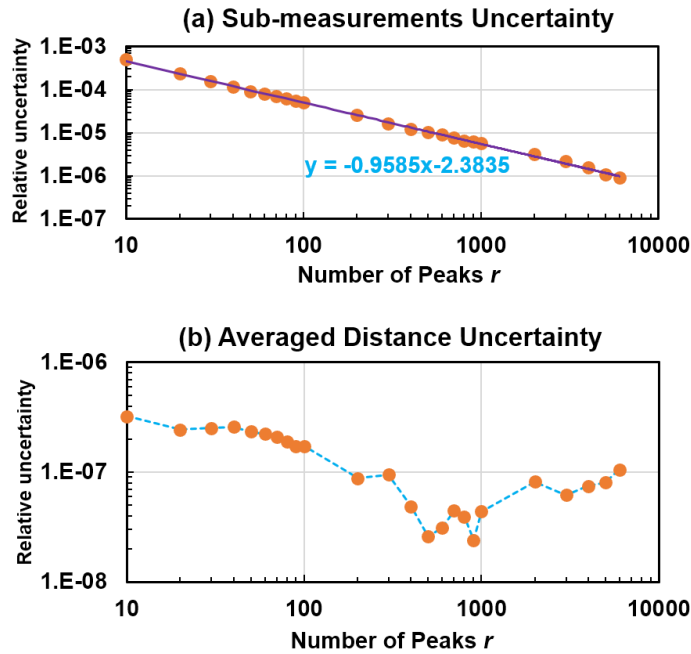 (a) Sub-measurements Uncertainty
Relative uncertainty
1.E-03
1.E-04
1.E-05
1.E-06
1.E-07
y = -0.9585x-2.3835
10
100
1000
10000
Number of Peaks r
(b) Averaged Distance Uncertainty
Relative uncertainty
1.E-06
1.E-07
1.E-08
10
100
1000
10000
Number of Peaks r